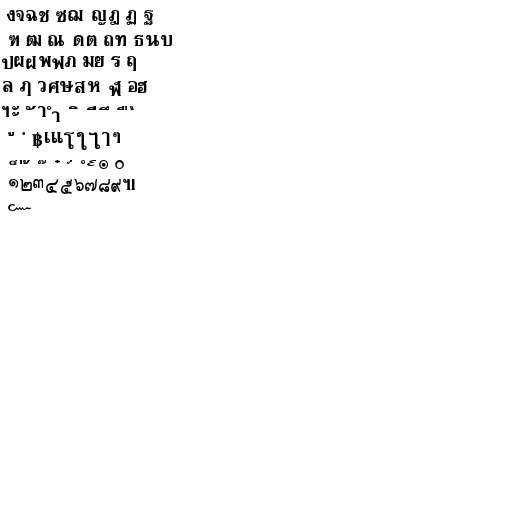 งจฉช ซฌ ญฎ ฏ ฐ
ฑ ฒ ณ ดต ถท ธนบ
ปผฝ พฟภ มย ร ฤ
ล ฦ วศษสห ฬ อฮ
ฯะ ัา ำ ิ ีึ ื
ุ ู ฺ ฿เแโใไๅๆ
็่้ ๊ ๋ ์ ํ๎๏ ๐
๑๒๓๔๕๖๗๘๙๚
๛